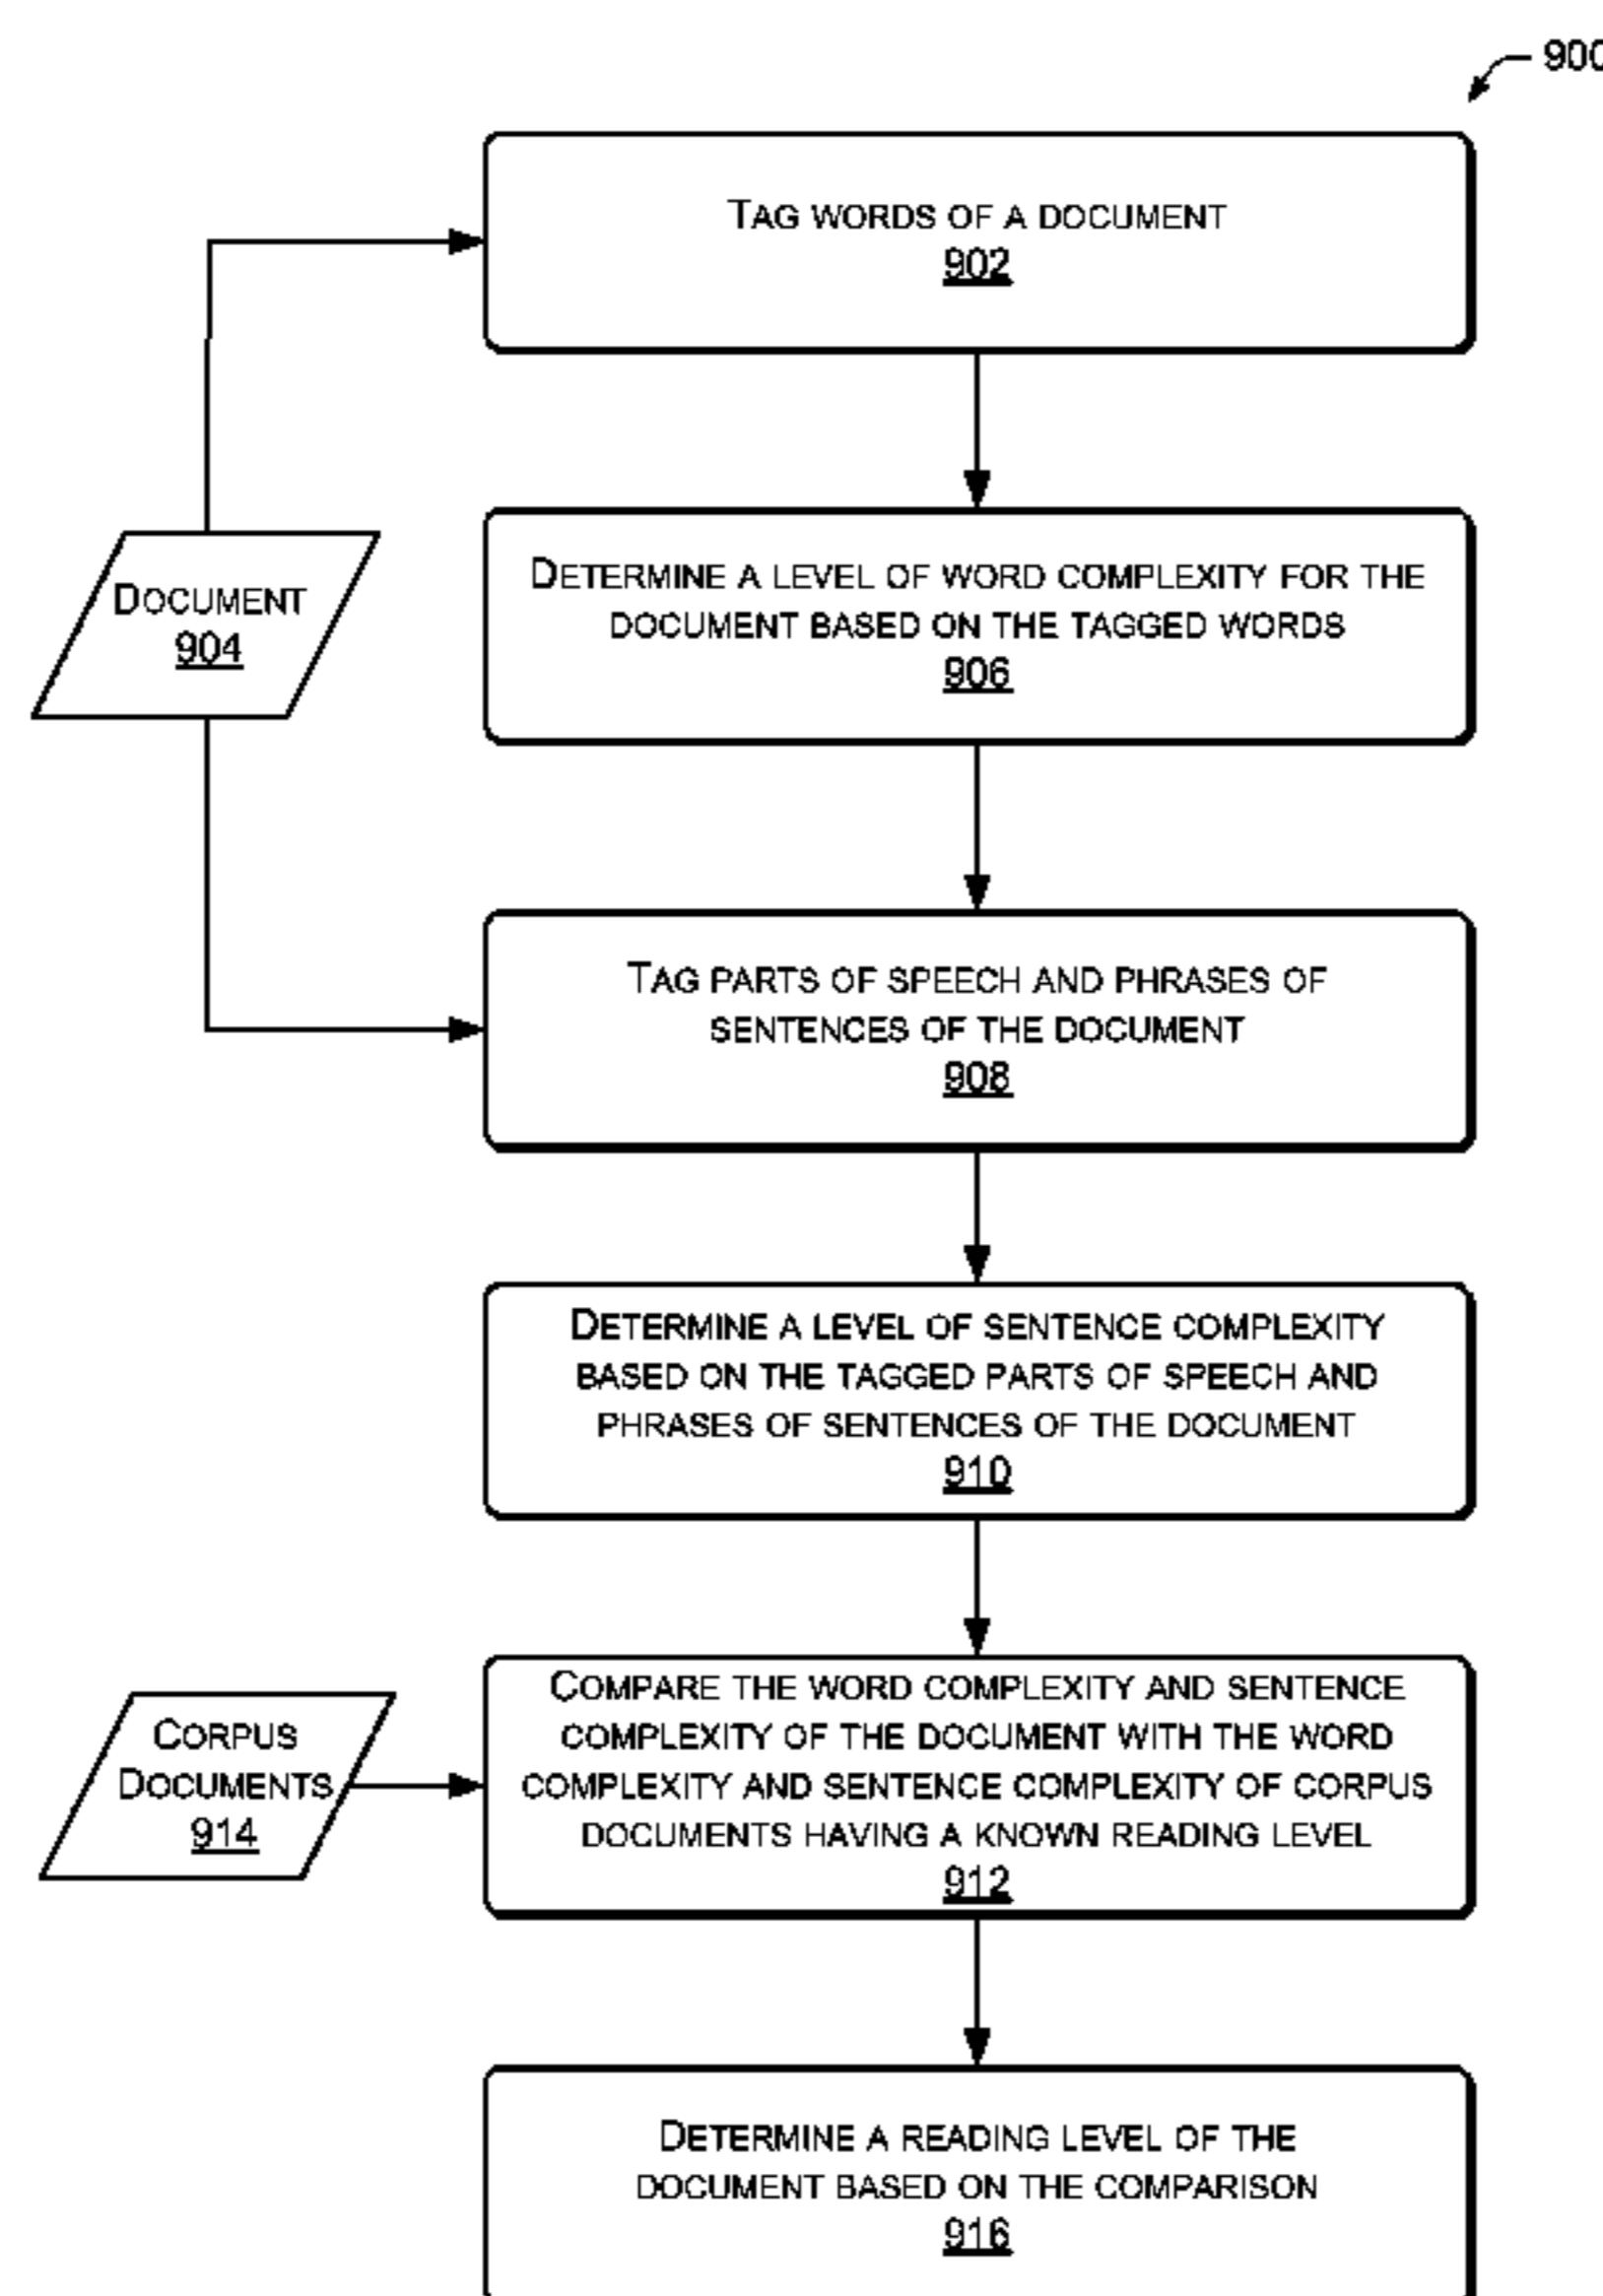 900
TAG WORDS OF A DOCUMENT
902
DOCUMENT
904
DETERMINE A LEVEL OF WORD COMPLEXITY FOR THE
DOCUMENT BASED ON THE TAGGED WORDS
906
TAG PARTS OF SPEECH AND PHRASES OF
SENTENCES OF THE DOCUMENT
908
DETERMINE A LEVEL OF SENTENCE COMPLEXITY
BASED ON THE TAGGED PARTS OF SPEECH AND
PHRASES OF SENTENCES OF THE DOCUMENT
910
CORPUS
DOCUMENTS
914
COMPARE THE WORD COMPLEXITY AND SENTENCE
COMPLEXITY OF THE DOCUMENT WITH THE WORD
COMPLEXITY AND SENTENCE COMPLEXITY OF CORPUS
DOCUMENTS HAVING A KNOWN READING LEVEL
912
DETERMINE A READING LEVEL OF THE
DOCUMENT BASED ON THE COMPARISON
916